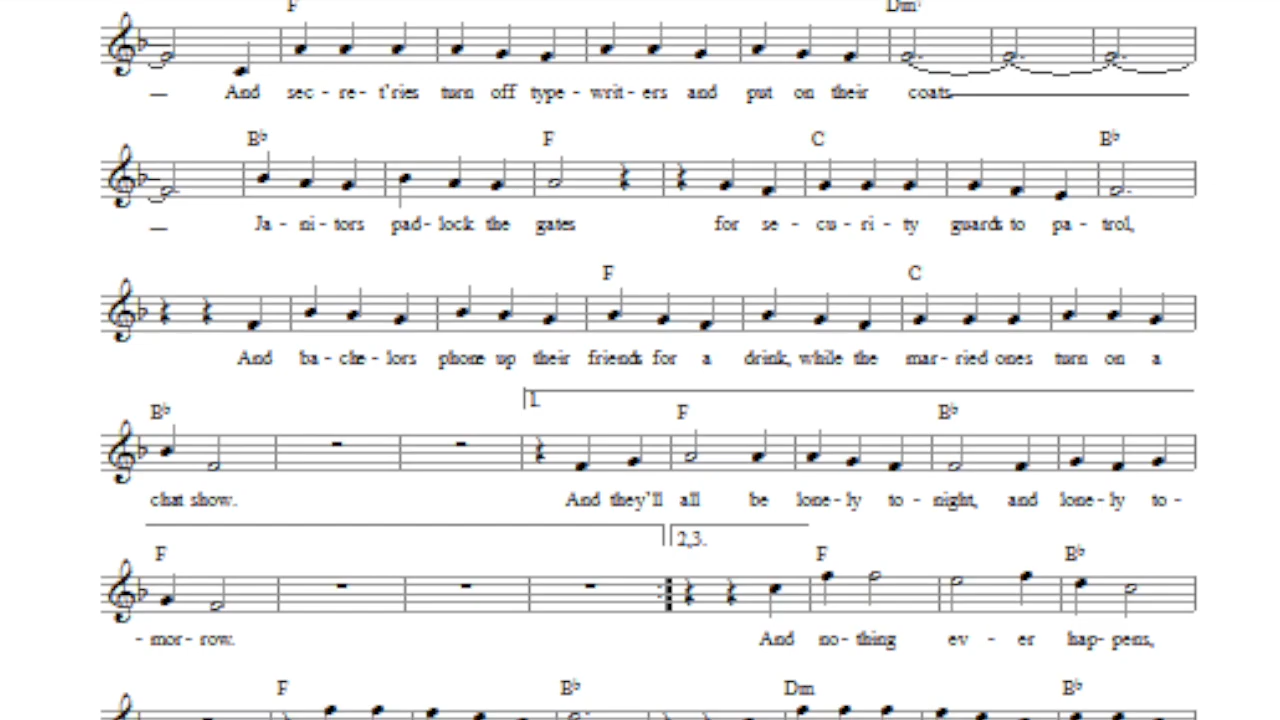 F Dm
And sec - re - t'ries turn off type - writ - ers and put on their coats
B♭ F C B♭
Ja - ni - tors pad - lock the gates for se - cu - ri - ty guards to pa - trol,
F C
And ba - che - lors phone up their friends for a drink, while the mar - ried ones turn on a
1.
B♭ F B♭
chat show. And they'll all be lone - ly to - night, and lone - ly to -
2,3.
F F B♭
- mor - row. And no - thing ev - er hap - pens,
F B♭ Dm B♭